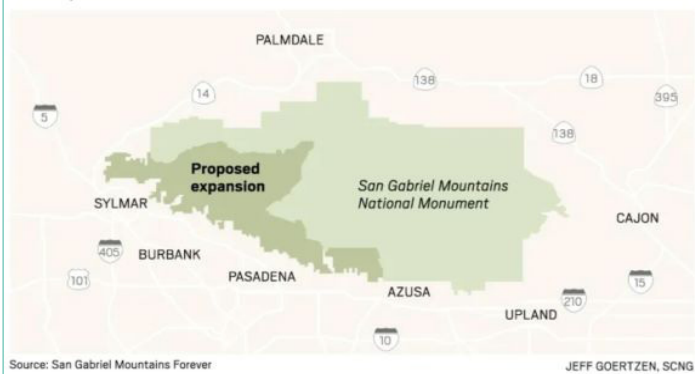 PALMDALE
14
138
18
395
5
138
Proposed
expansion
San Gabriel Mountains
National Monument
SYLMAR
CAJON
405
BURBANK
101
PASADENA
15
AZUSA
210
UPLAND
10
Source: San Gabriel Mountains Forever
JEFF GOERTZEN, SCNG